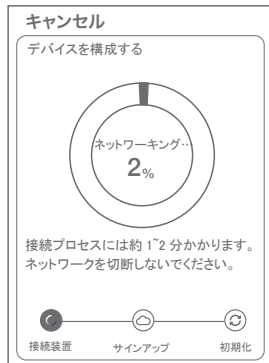 キャンセル
デバイスを構成する
ネットワーキング…
2%
接続プロセスには約 1~2 分かかります。
ネットワークを切断しないでください。
接続装置 サインアップ 初期化